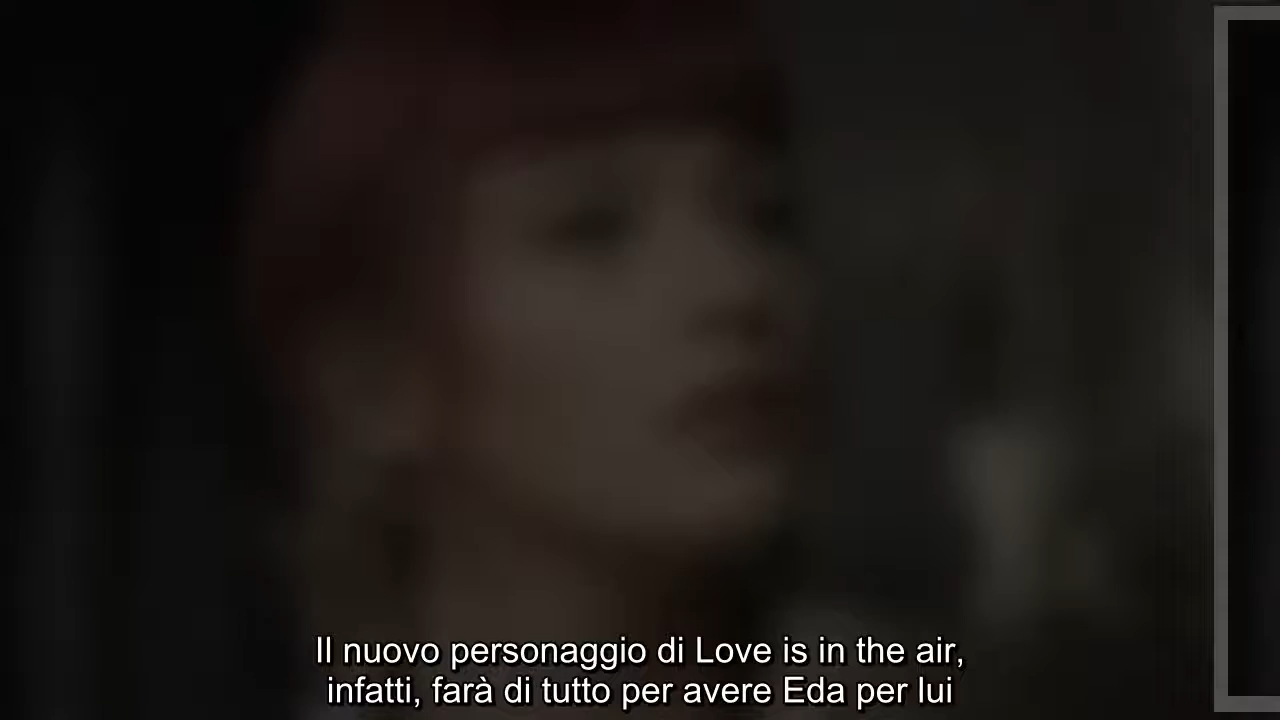 Il nuovo personaggio di Love is in the air,
infatti, farà di tutto per avere Eda per lui